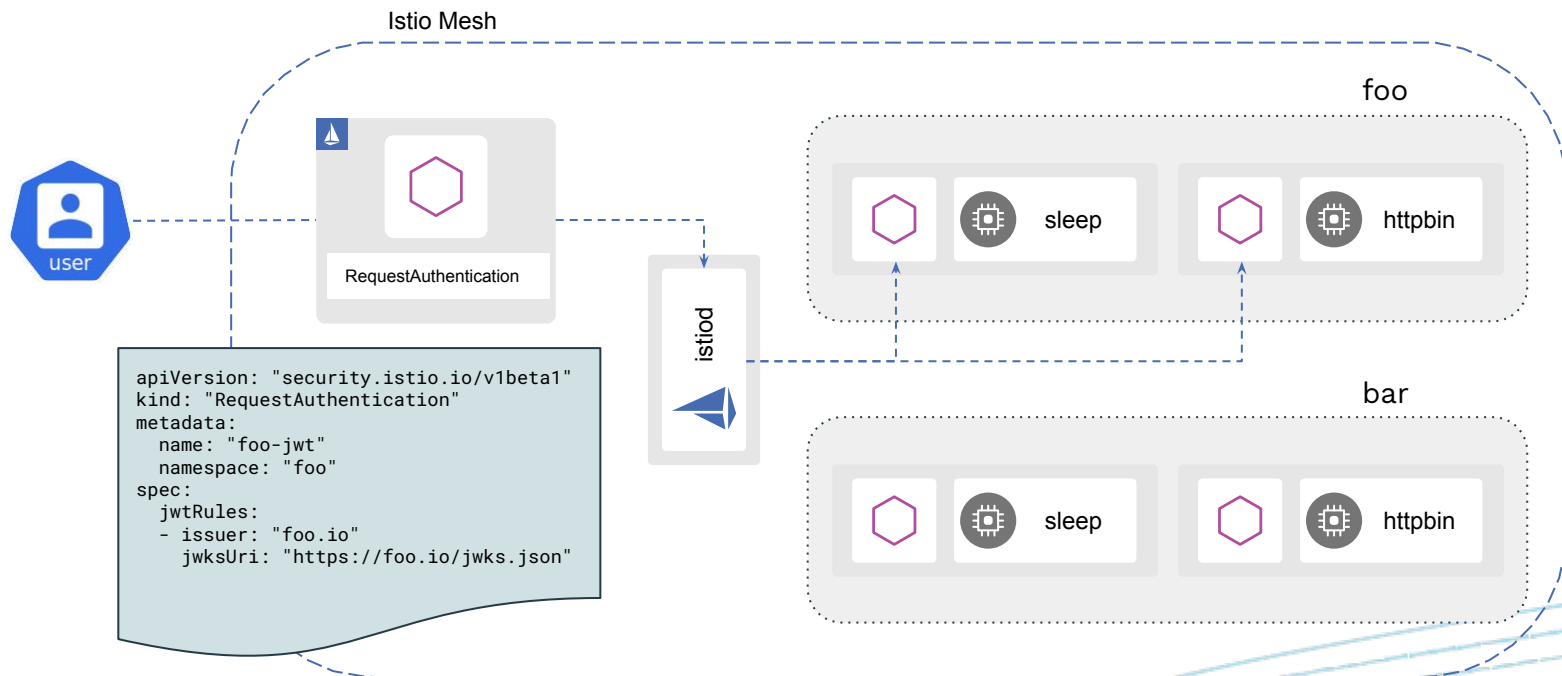 Istio Mesh
user
RequestAuthentication
apiVersion: "security.istio.io/v1beta1"
kind: "RequestAuthentication"
metadata:
  name: "foo-jwt"
  namespace: "foo"
spec:
  jwtRules:
  - issuer: "foo.io"
    jwksUri: "https://foo.io/jwks.json"
istiod
foo
sleep
httpbin
bar
sleep
httpbin